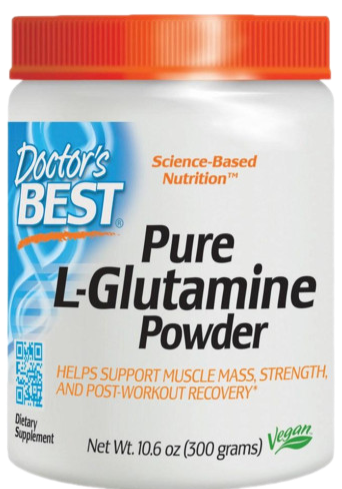 Doctor's
BEST®
Science-Based
Nutrition™
Pure
L-Glutamine
Powder
HELPS SUPPORT MUSCLE MASS, STRENGTH,
AND POST-WORKOUT RECOVERY*
Dietary
Supplement
Net Wt. 10.6 oz (300 grams)
Vegan